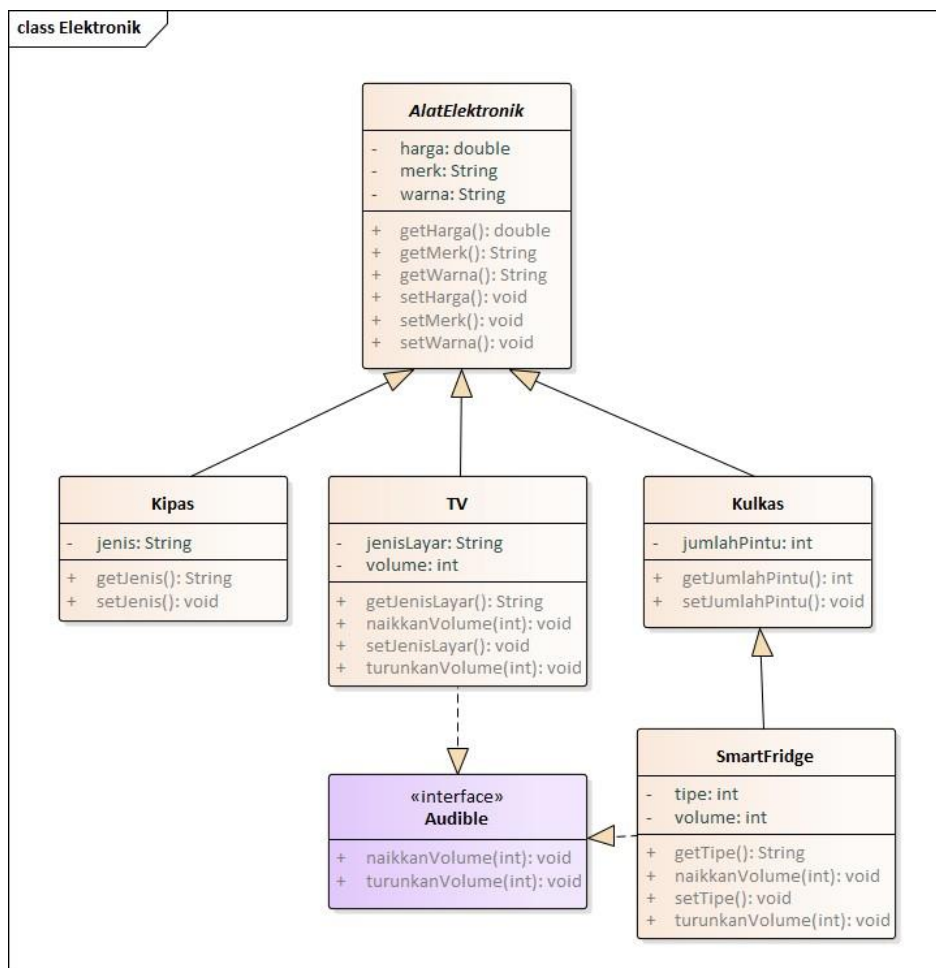 class Elektronik
AlatElektronik
- harga: double
- merk: String
- warna: String
+ getHarga(): double
+ getMerk(): String
+ getWarna(): String
+ setHarga(): void
+ setMerk(): void
+ setWarna(): void
Kipas
- jenis: String
+ getJenis(): String
+ setJenis(): void
TV
- jenisLayar: String
- volume: int
+ getJenisLayar(): String
+ naikkanVolume(int): void
+ setJenisLayar(): void
+ turunkanVolume(int): void
Kulkas
- jumlahPintu: int
+ getJumlahPintu(): int
+ setJumlahPintu(): void
«interface»
Audible
+ naikkanVolume(int): void
+ turunkanVolume(int): void
SmartFridge
- tipe: int
- volume: int
+ getTipe(): String
+ naikkanVolume(int): void
+ setTipe(): void
+ turunkanVolume(int): void